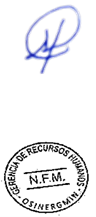 GERENCIA DE RECURSOS HUMANOS
N.F.M.
OSINERGMIN